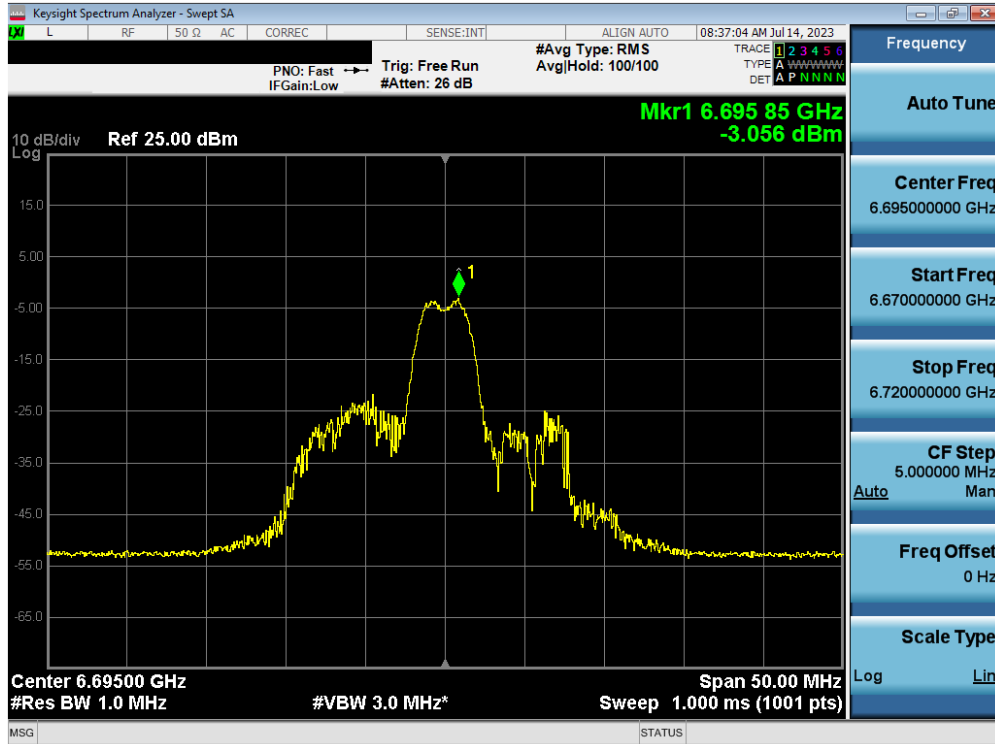 Keysight Spectrum Analyzer - Swept SA
LXI L RF 50 Ω AC CORREC SENSE:INT ALIGN AUTO 08:37:04 AM Jul 14, 2023
PNO: Fast
IFGain:Low
Trig: Free Run
#Atten: 26 dB
#Avg Type: RMS
Avg|Hold: 100/100
TRACE 1 2 3 4 5 6
TYPE A WWWWW
DET A P N N N N
Mkr1 6.695 85 GHz
-3.056 dBm
10 dB/div Ref 25.00 dBm
Log
15.0
5.00
1
-5.00
-15.0
-25.0
-35.0
-45.0
-55.0
-65.0
Center 6.69500 GHz Span 50.00 MHz
#Res BW 1.0 MHz #VBW 3.0 MHz* Sweep 1.000 ms (1001 pts)
MSG STATUS
Frequency
Auto Tune
Center Freq
6.695000000 GHz
Start Freq
6.670000000 GHz
Stop Freq
6.720000000 GHz
CF Step
5.000000 MHz
Auto Man
Freq Offset
0 Hz
Scale Type
Log Lin